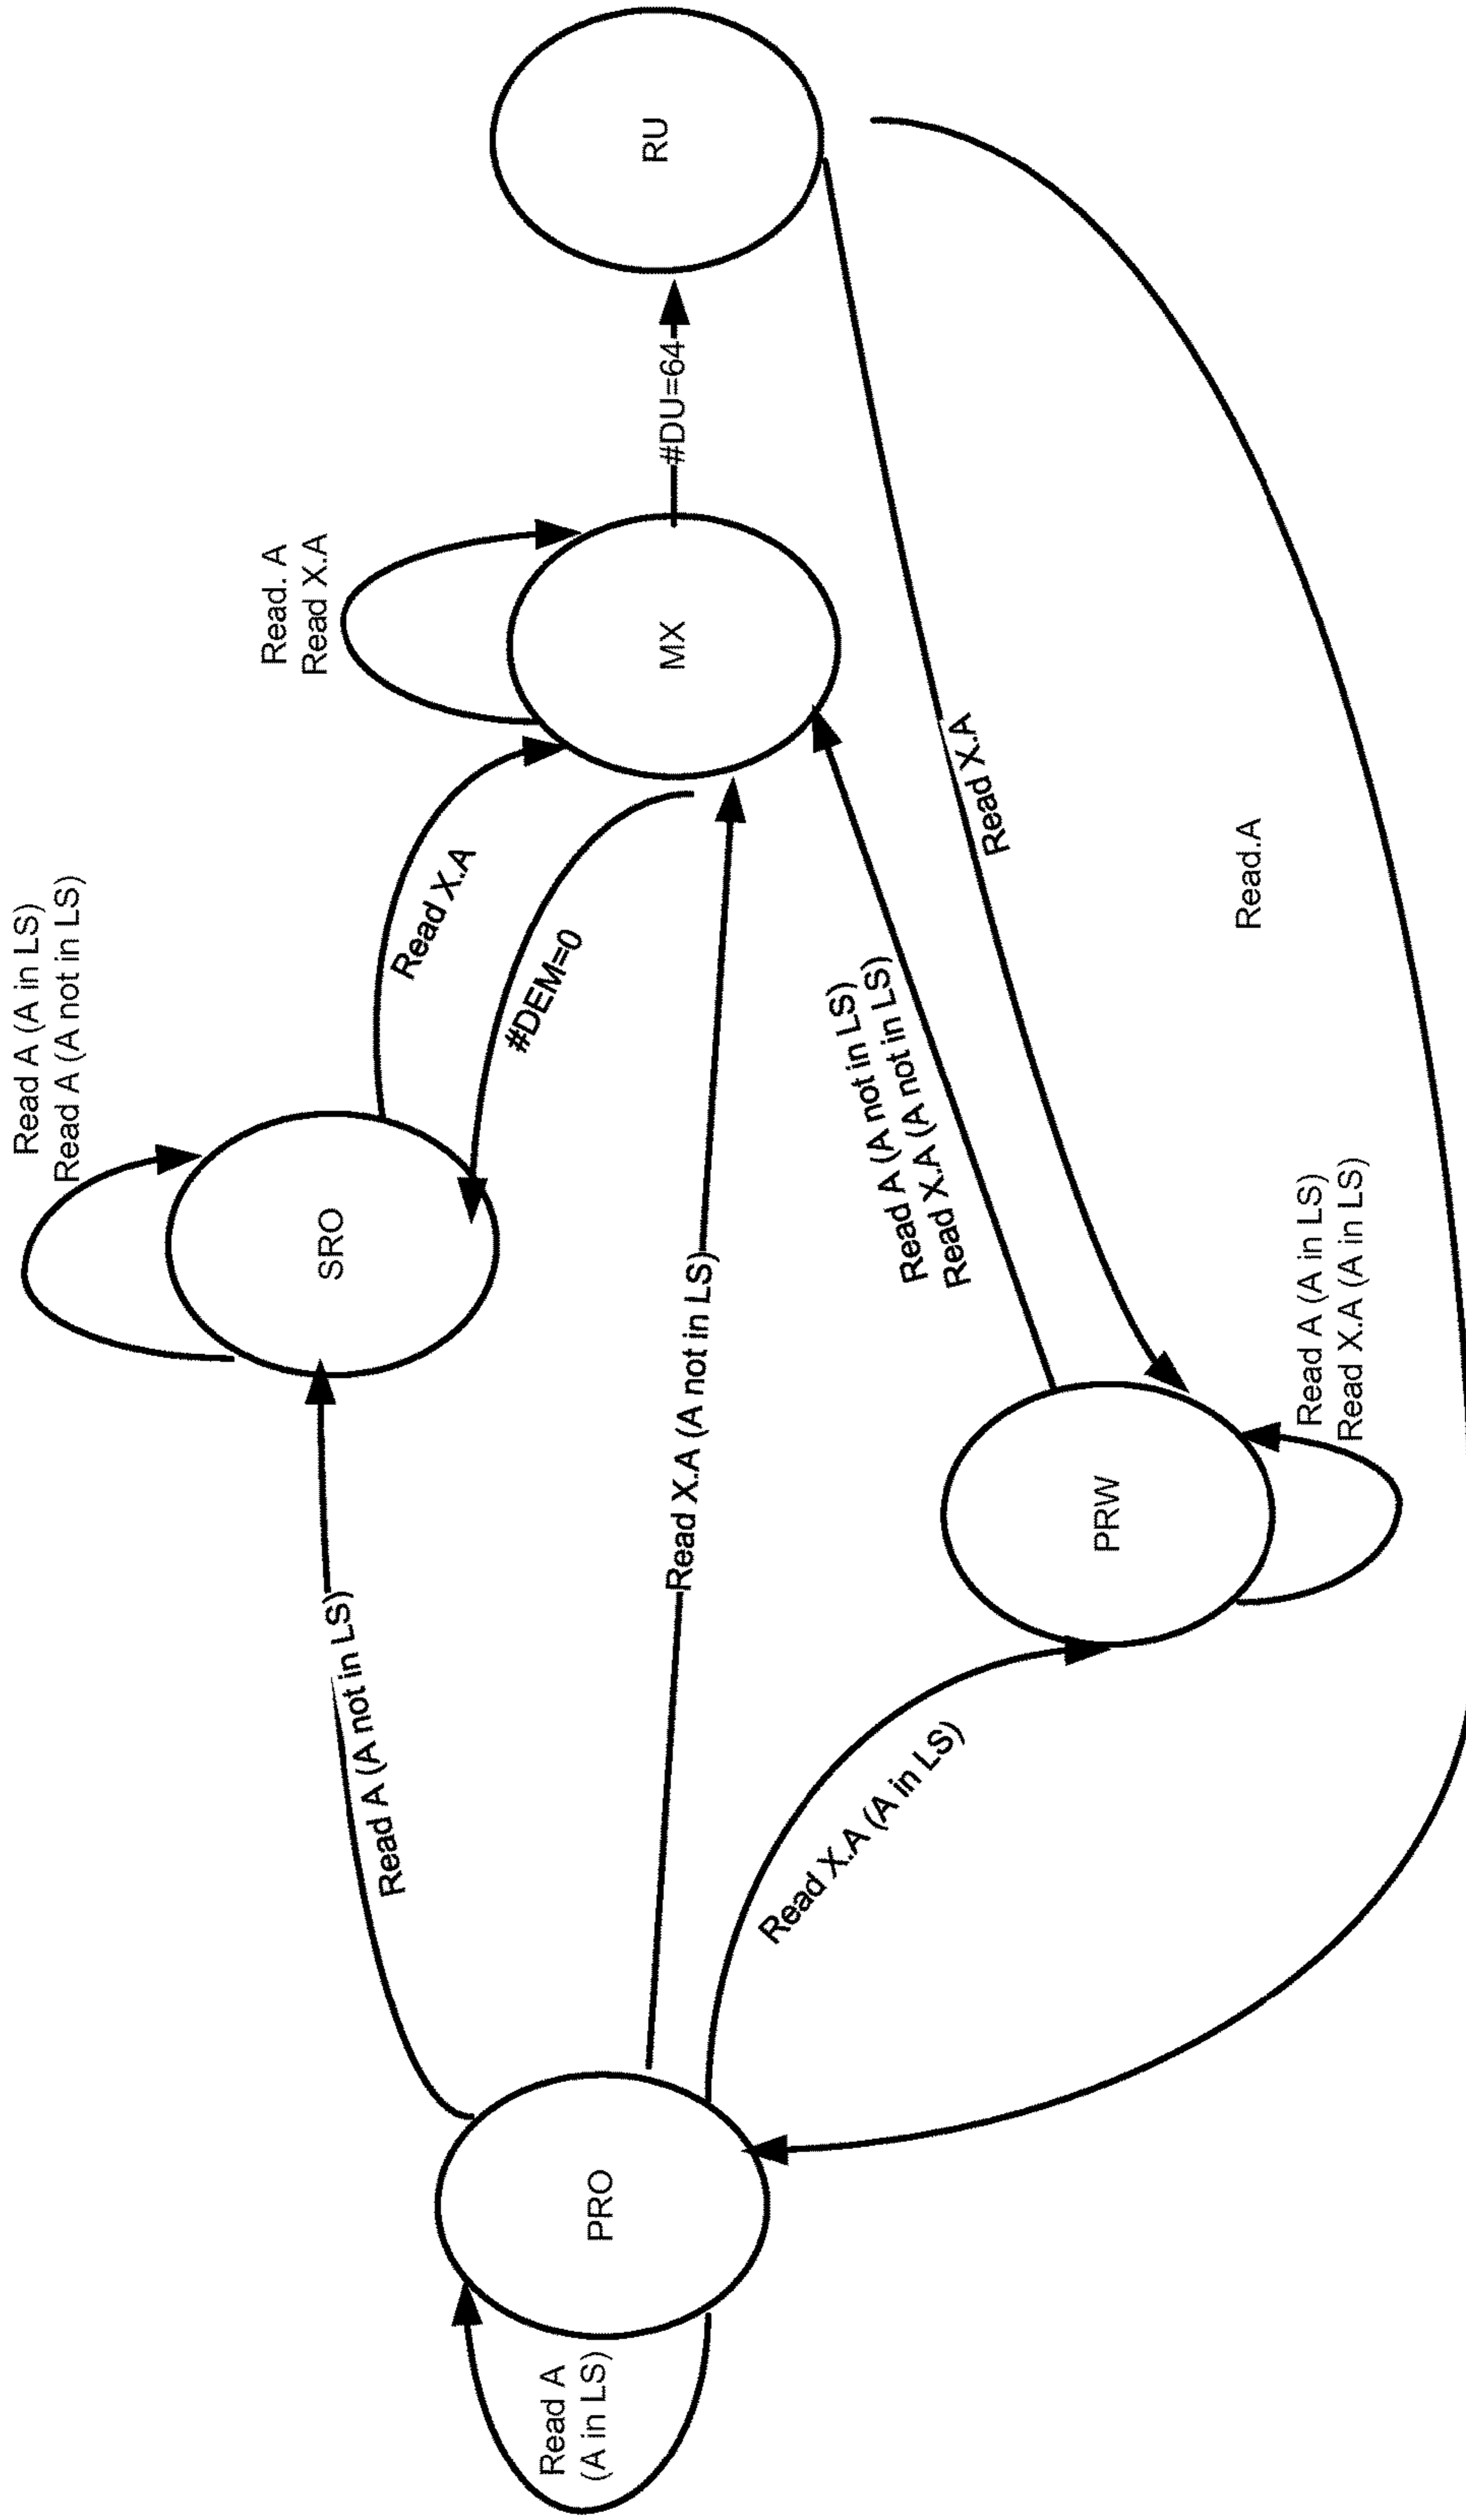 Read A (A in LS)
Read A (A not in LS)
SRO
Read A (A not in LS)
Read X.A
#DEM=0
Read. A
Read X.A
Read A
(A in LS)
PRO
Read X.A (A not in LS)
MX
#DU=64
RU
Read X.A (A in LS)
Read A (A not in LS)
Read X.A (A not in LS)
Read X.A
PRW
Read.A
Read A (A in LS)
Read X.A (A in LS)